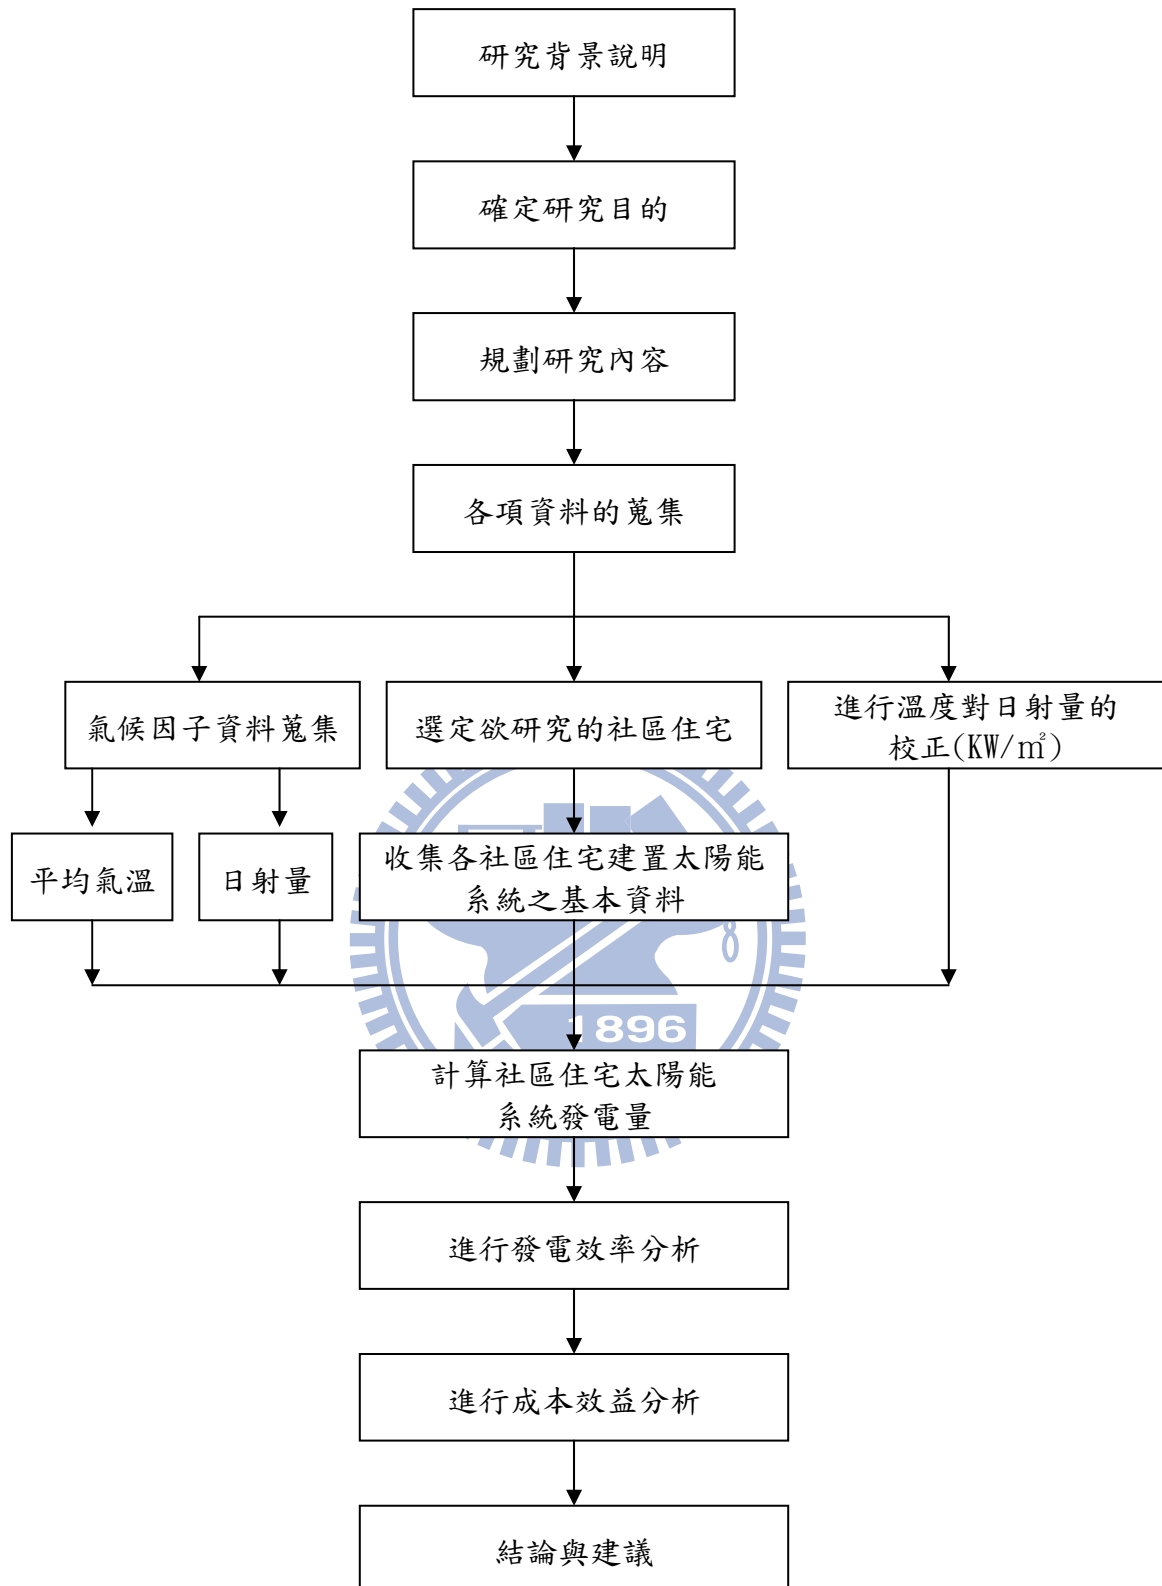 研究背景說明
確定研究目的
規劃研究內容
各項資料的蒐集
氣候因子資料蒐集
選定欲研究的社區住宅
進行溫度對日射量的
校正(KW/㎡)
平均氣溫
日射量
收集各社區住宅建置太陽能
系統之基本資料
1896
計算社區住宅太陽能
系統發電量
進行發電效率分析
進行成本效益分析
結論與建議